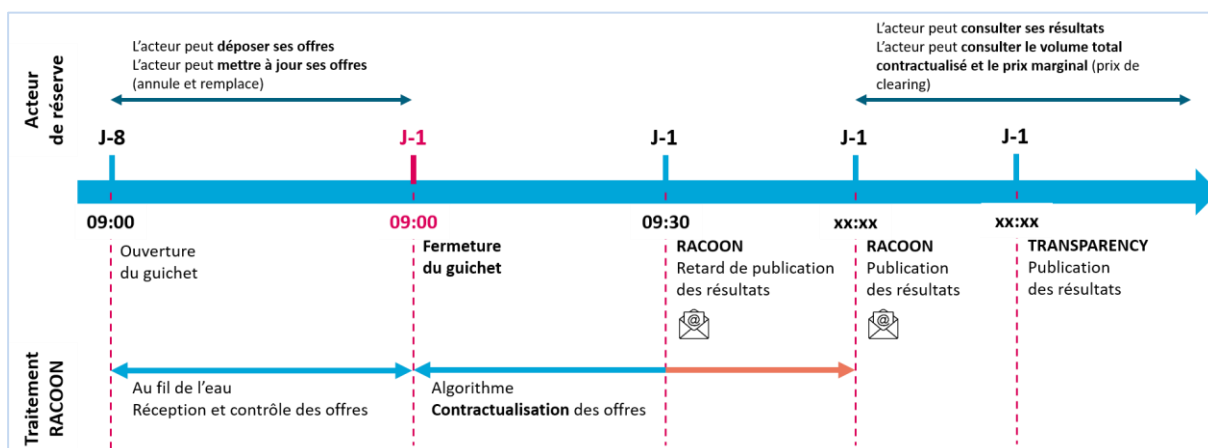 L'acteur peut déposer ses offres
L'acteur peut mettre à jour ses offres
(annule et remplace)
L'acteur peut consulter ses résultats
L'acteur peut consulter le volume total
contractualisé et le prix marginal (prix de
clearing)
Acteur
de réserve
J-8
J-1
J-1
J-1
J-1
09:00
09:00
09:30
xx:xx
xx:xx
Ouverture
du guichet
Fermeture
du guichet
RACOON
Retard de publication
des résultats
RACOON
Publication
des résultats
TRANSPARENCY
Publication
des résultats
Traitement
RACOON
Au fil de l'eau
Réception et contrôle des offres
Algorithme
Contractualisation des offres